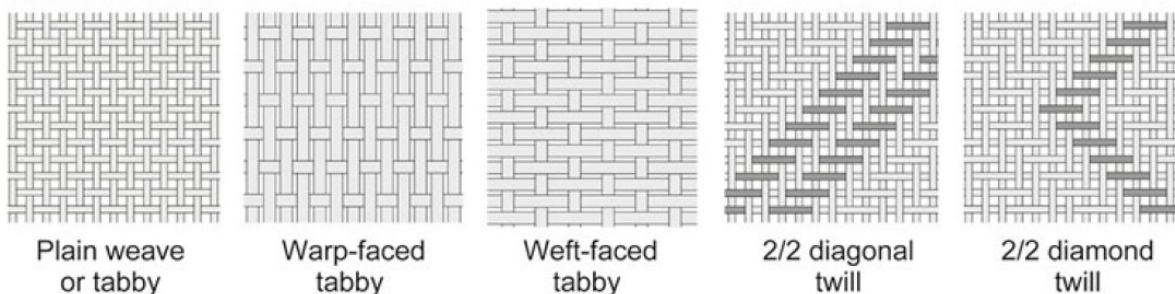 Plain weave
or tabby
Warp-faced
tabby
Weft-faced
tabby
2/2 diagonal
twill
2/2 diamond
twill